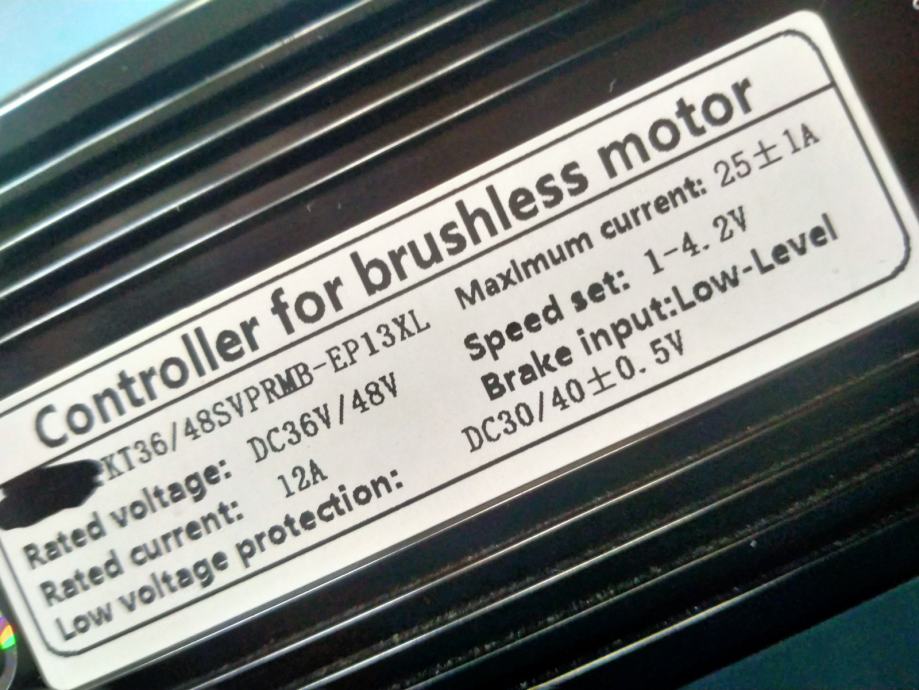 Controller for brushless motor
KT36/48SVPRMB-EP13XL Maxlmum current: 25±1A
Rated voltage: DC36V/48V Speed set: 1-4.2V
Rated current: 12A Brake input:Low-Level
Low voltage protection: DC30/40±0.5V